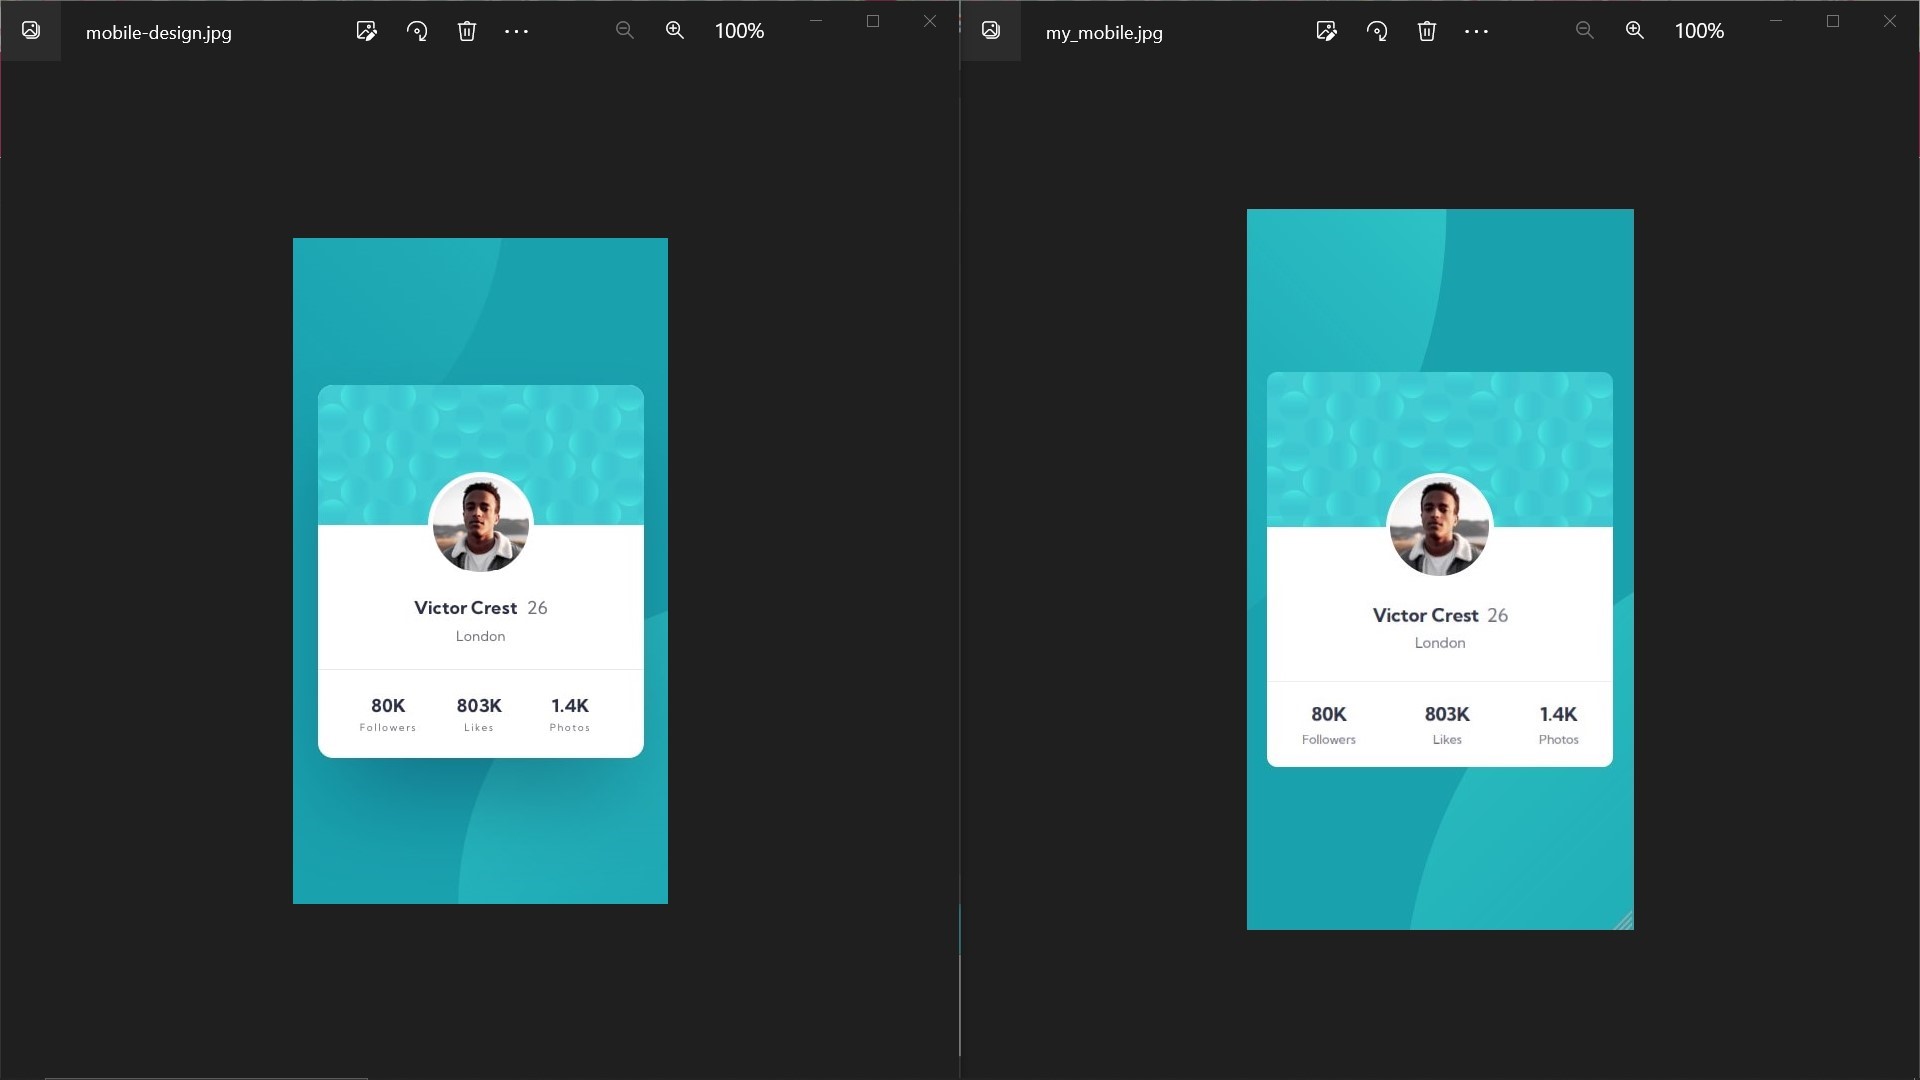 mobile-design.jpg
100%
Victor Crest 26
London
80K 803K 1.4K
Followers Likes Photos
my_mobile.jpg
100%
Victor Crest 26
London
80K 803K 1.4K
Followers Likes Photos